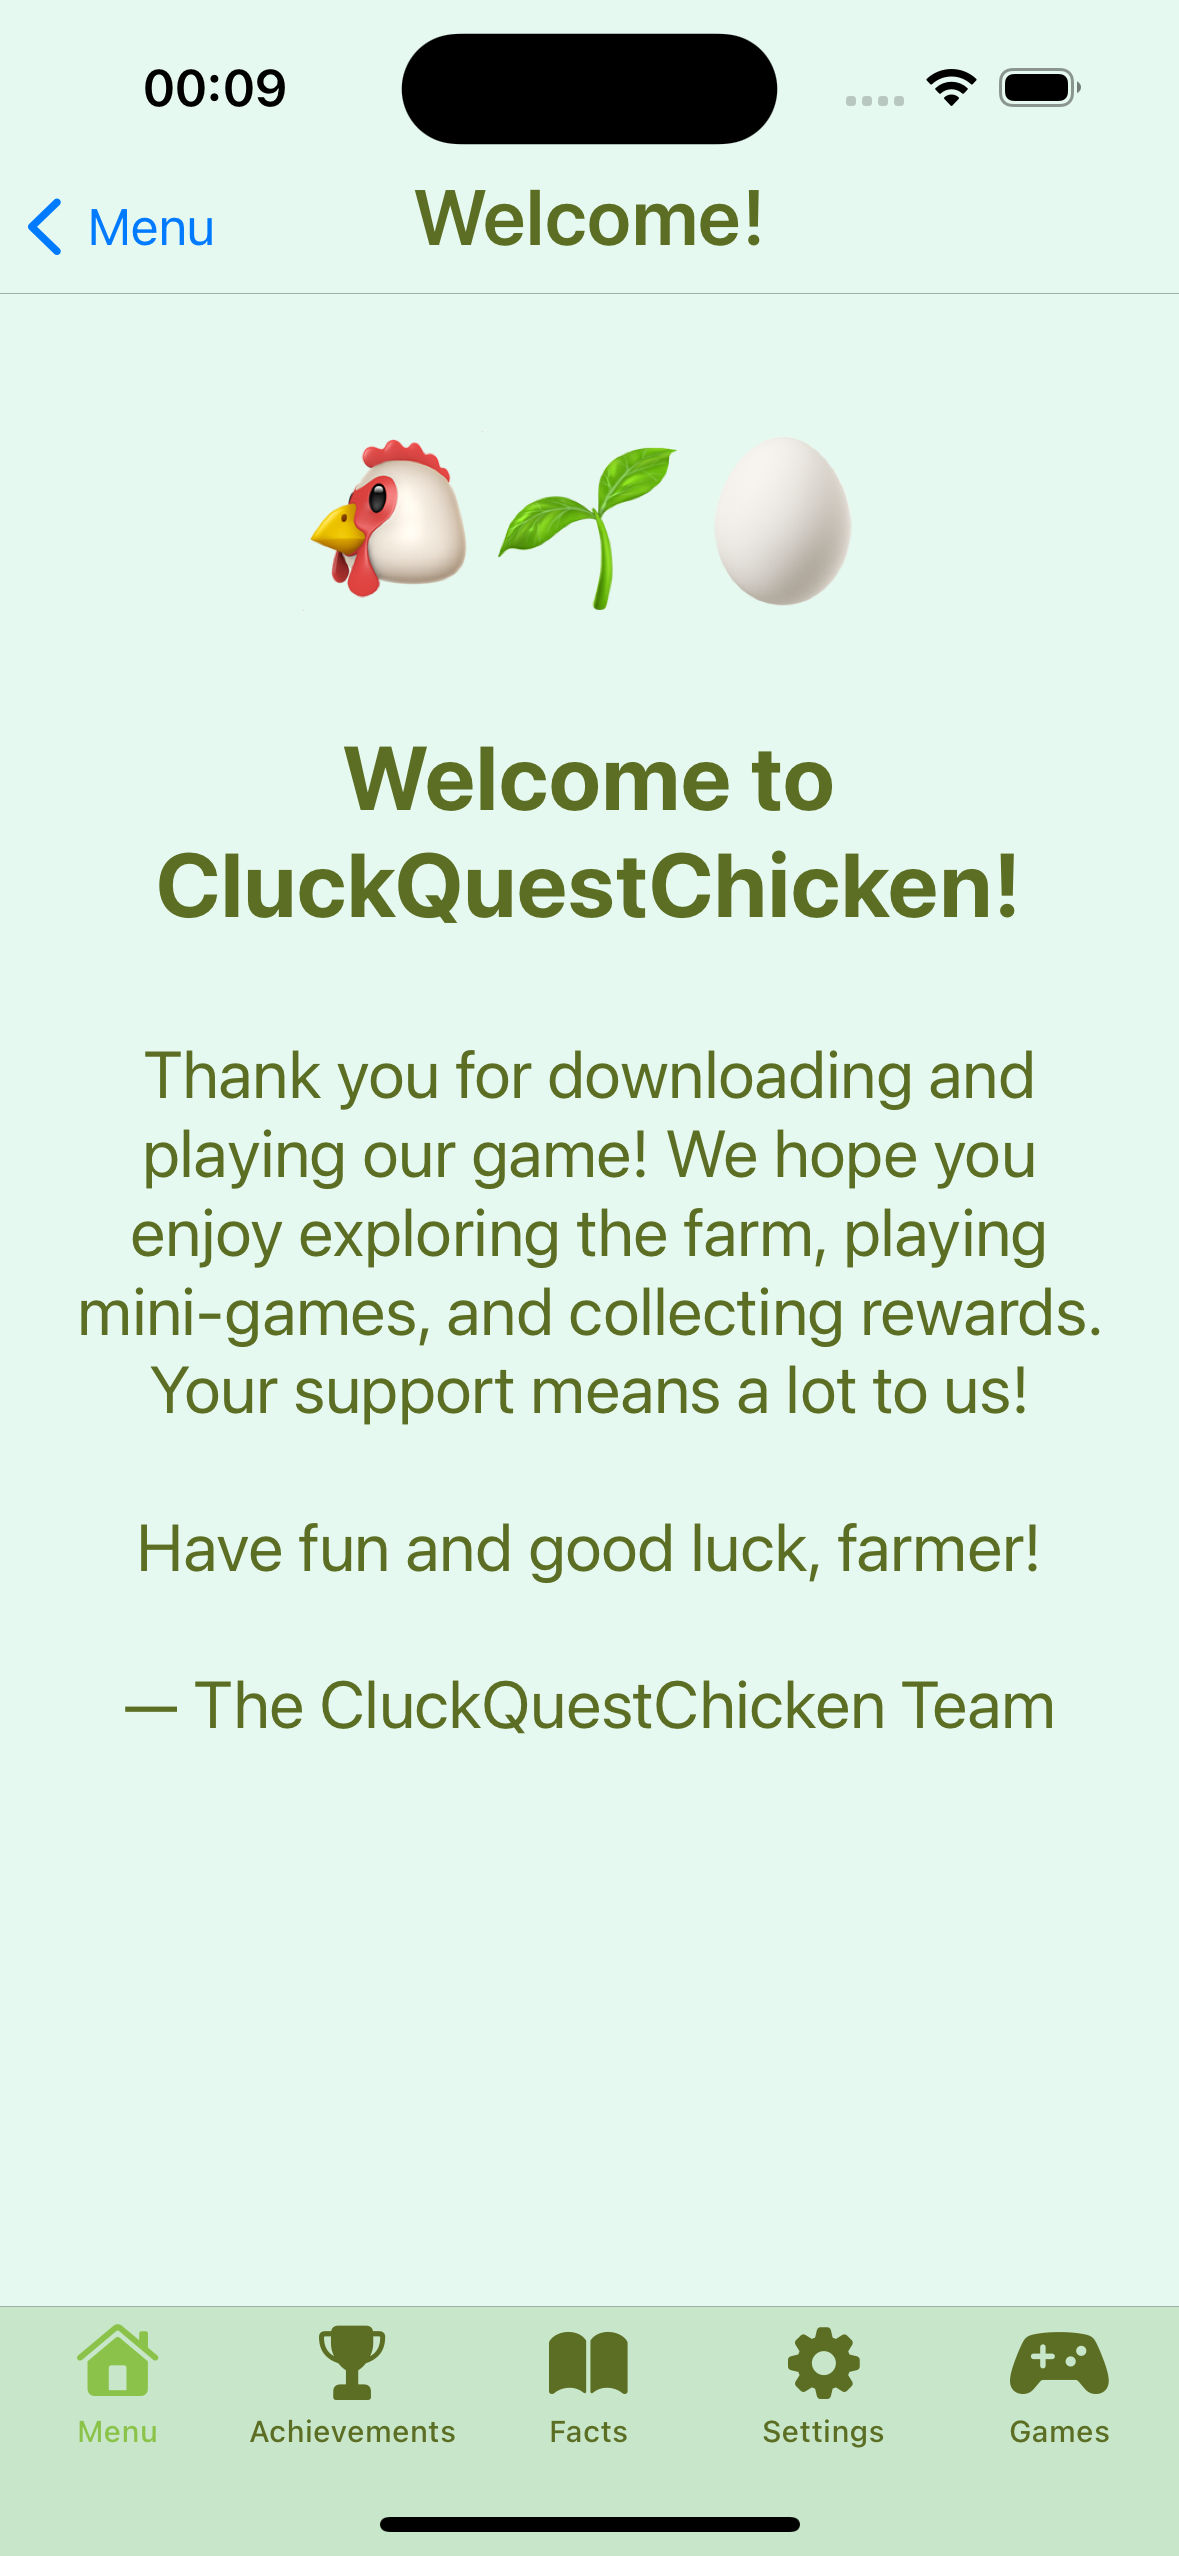 00:09
Menu
Welcome!
Welcome to
CluckQuestChicken!
Thank you for downloading and
playing our game! We hope you
enjoy exploring the farm, playing
mini-games, and collecting rewards.
Your support means a lot to us!
Have fun and good luck, farmer!
— The CluckQuestChicken Team
Menu
Achievements
Facts
Settings
Games